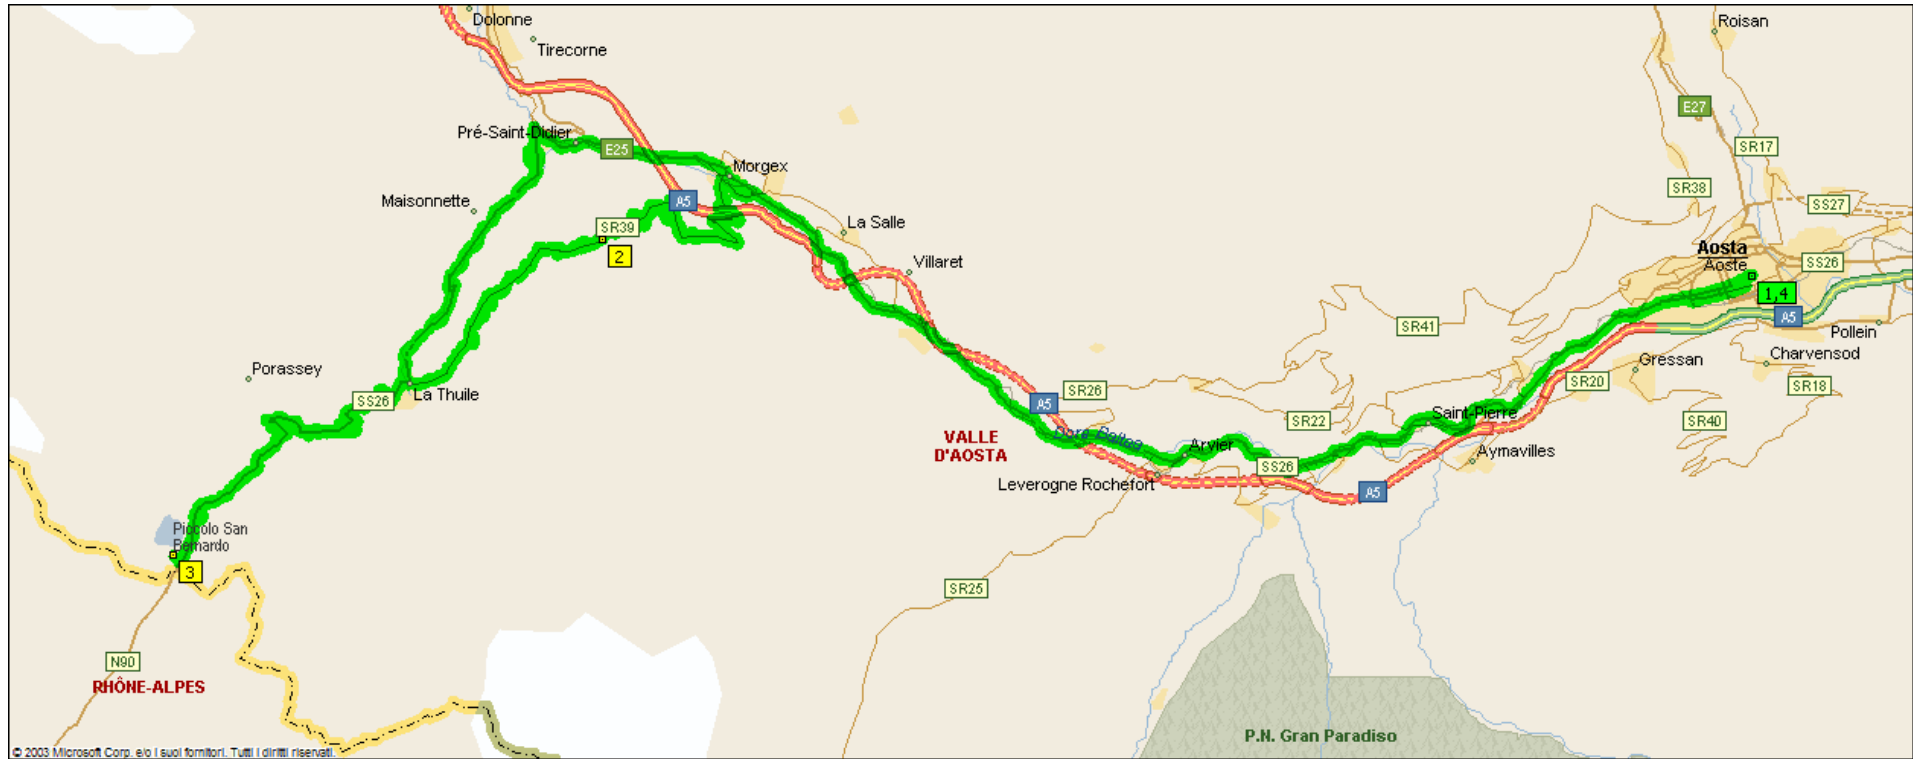 Dolonne
Roisan
Tirecorne
E27
Pré-Saint-Didier
E25
SR17
Morgex
SR38
Maisonnette
A5
SS27
SR39
La Salle
2
Aosta
Aoste
Villaret
SS26
1,4
A5
SR41
Pollein
Porassey
Gressan
Charvensod
La Thuile
SS26
SR26
SR20
SR18
A5
Saint-Pierre
SR22
SR40
VALLE
D'AOSTA
Dora Baltea
Arvier
Aymavilles
SS26
Leverogne Rochefort
A5
Piccolo San
Bernardo
3
SR25
N90
RHÔNE-ALPES
P.N. Gran Paradiso
© 2003 Microsoft Corp. e/o i suoi fornitori. Tutti i diritti riservati.